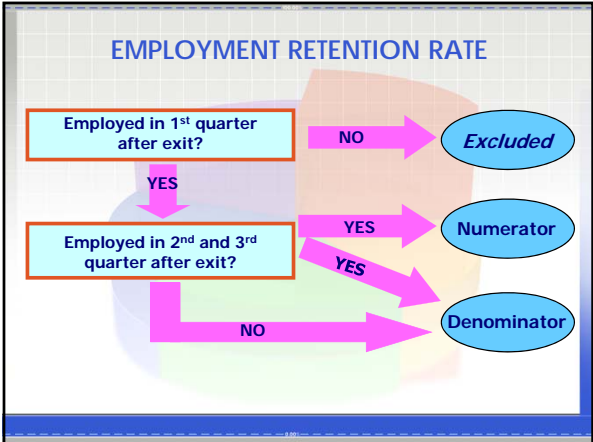 EMPLOYMENT RETENTION RATE
Employed in 1st quarter
after exit?
NO
Excluded
YES
Employed in 2nd and 3rd
quarter after exit?
YES
Numerator
YES
Denominator
NO